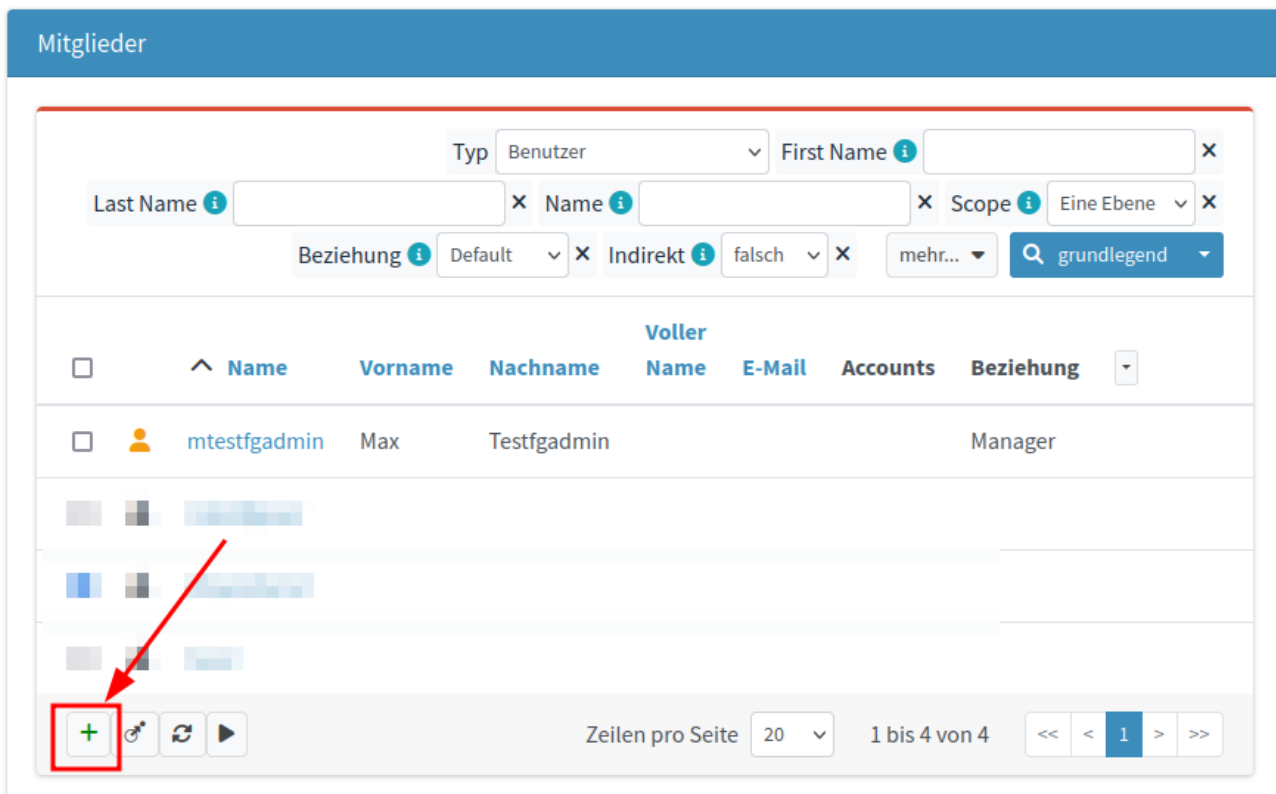 Mitglieder
Typ Benutzer First Name
Last Name Name Scope Eine Ebene
Beziehung Default Indirekt falsch mehr... grundlegend
Name Vorname Nachname Voller Name E-Mail Accounts Beziehung
mtestfgadmin Max Testfgadmin Manager
Zeilen pro Seite 20 1 bis 4 von 4 << < 1 > >>